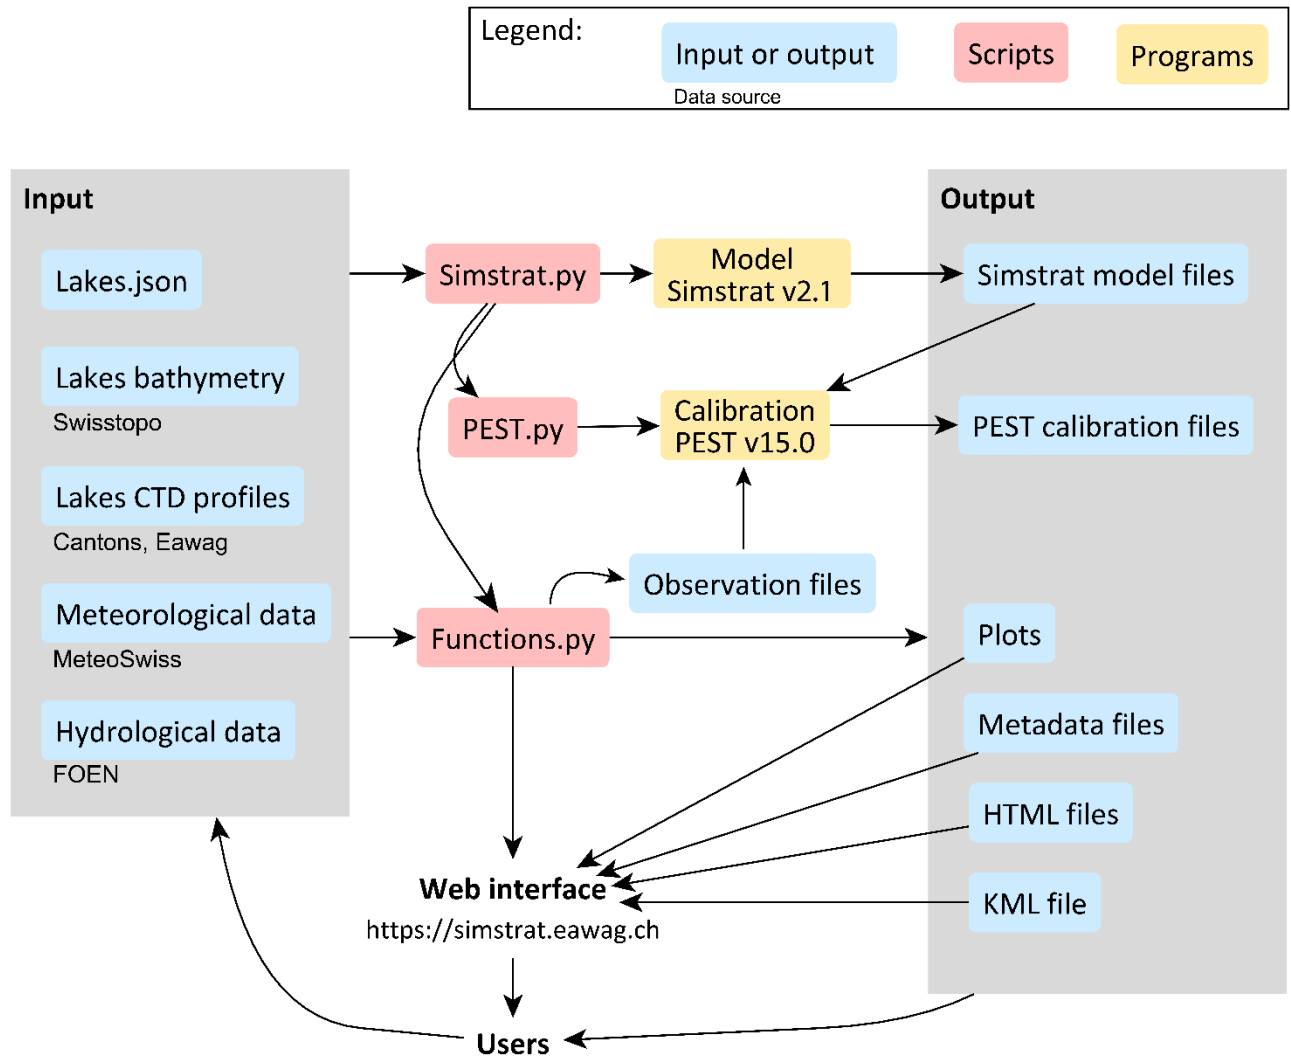 Legend:
Input or output
Data source
Scripts
Programs
Input
Lakes.json
Lakes bathymetry
Swisstopo
Lakes CTD profiles
Cantons, Eawag
Meteorological data
MeteoSwiss
Hydrological data
FOEN
Simstrat.py
PEST.py
Functions.py
Model
Simstrat v2.1
Calibration
PEST v15.0
Observation files
Output
Simstrat model files
PEST calibration files
Plots
Metadata files
HTML files
KML file
Web interface
https://simstrat.eawag.ch
Users